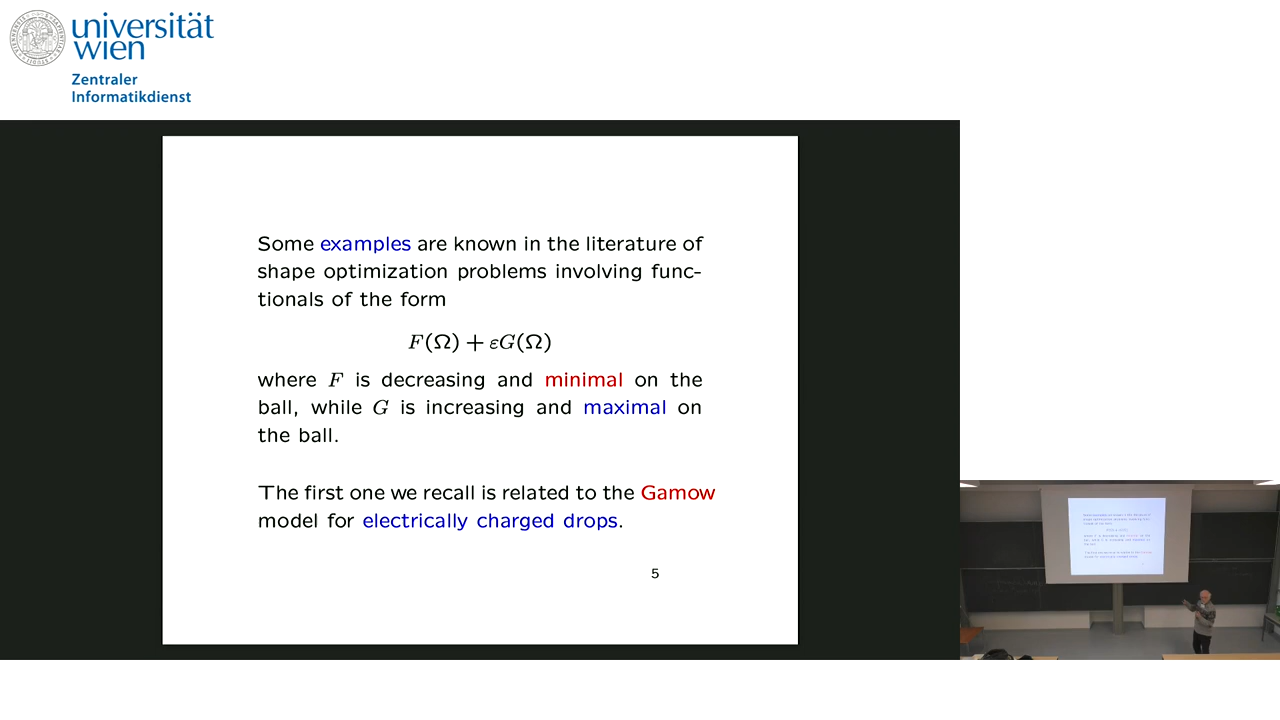 universität
wien
Zentraler
Informatikdienst
Some examples are known in the literature of
shape optimization problems involving func-
tionals of the form
F(Ω) + εG(Ω)
where F is decreasing and minimal on the
ball, while G is increasing and maximal on
the ball.
The first one we recall is related to the Gamow
model for electrically charged drops.
5